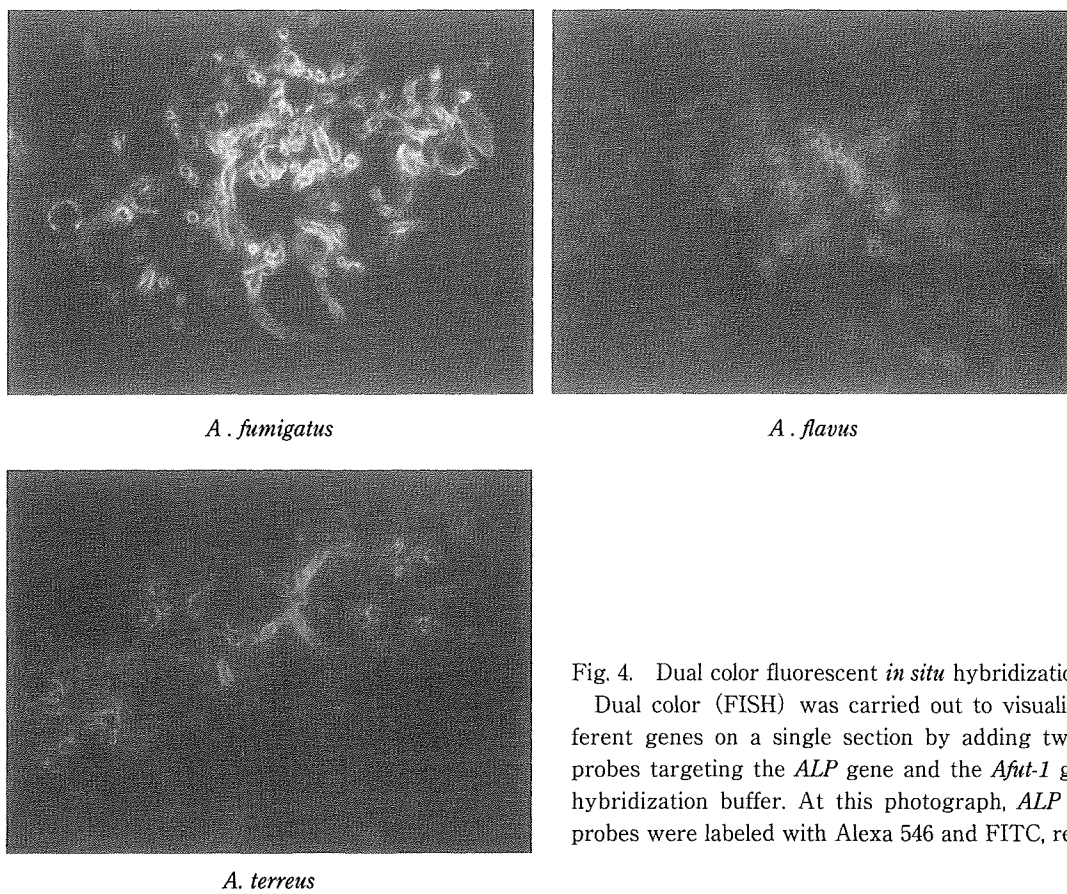 A . fumigatus
A . flavus
A. terreus
Fig. 4. Dual color fluorescent in situ hybridizatio
Dual color (FISH) was carried out to visuali
ferent genes on a single section by adding tw
probes targeting the ALP gene and the Afut-1 g
hybridization buffer. At this photograph, ALP
probes were labeled with Alexa 546 and FITC, re